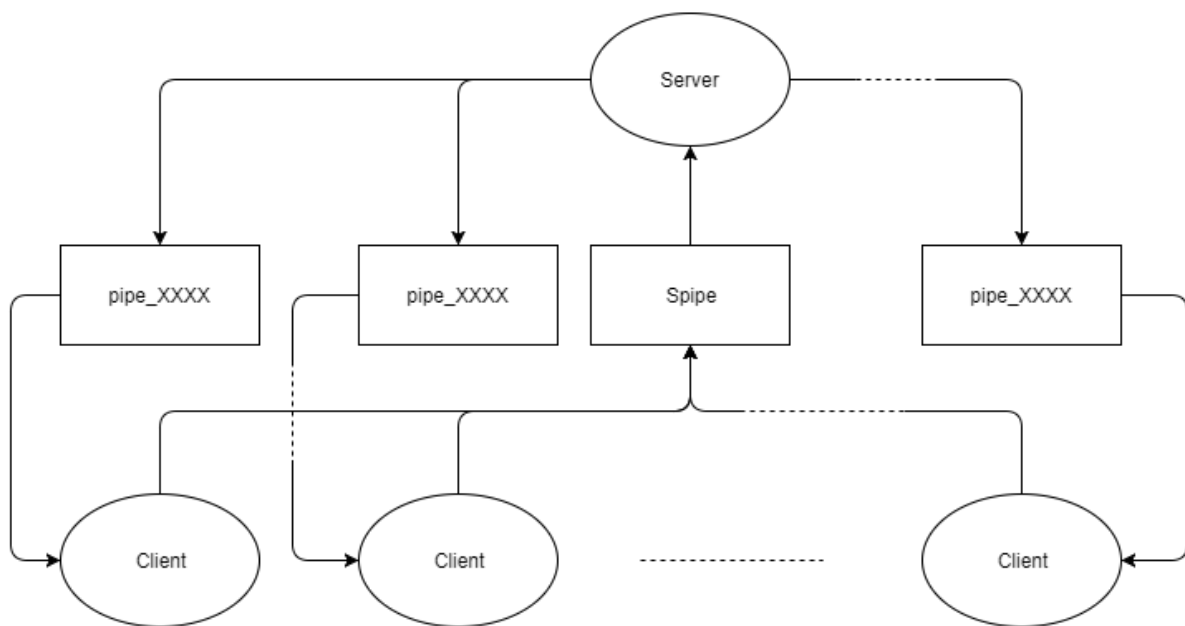 Server
pipe_XXXX
pipe_XXXX
Spipe
pipe_XXXX
Client
Client
Client